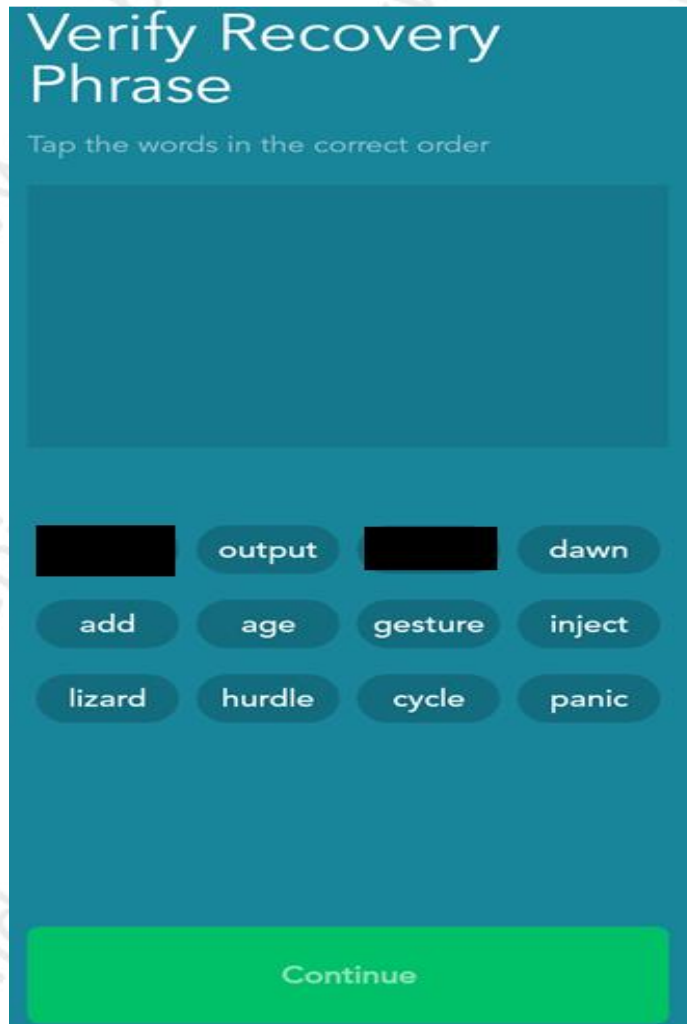 Verify Recovery
Phrase
Tap the words in the correct order
output dawn
add age gesture inject
lizard hurdle cycle panic
Continue